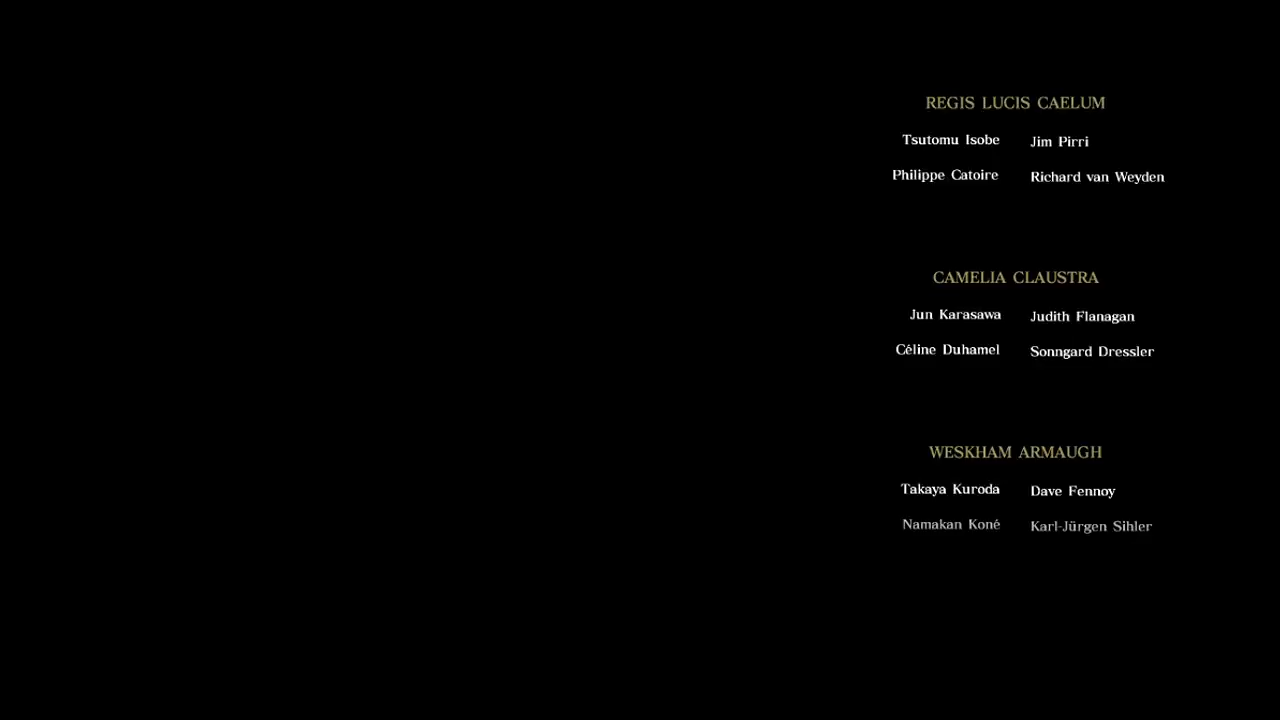 REGIS LUCIS CAELUM
Tsutomu Isobe Jim Pirri
Philippe Catoire Richard van Weyden
CAMELIA CLAUSTRA
Jun Karasawa Judith Flanagan
Céline Duhamel Sonngard Dressler
WESKHAM ARMAUGH
Takaya Kuroda Dave Fennoy
Namakan Koné Karl-Jürgen Sihler